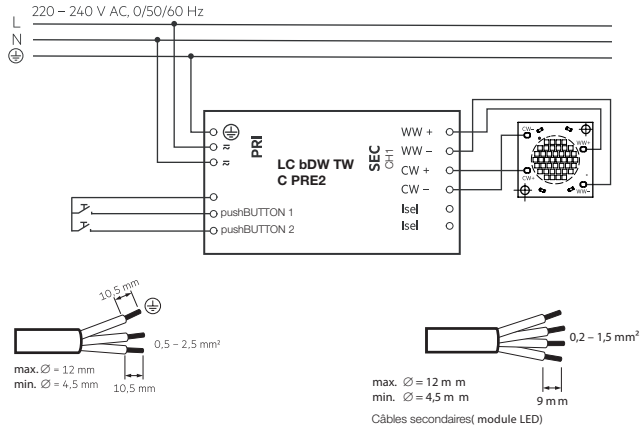 220 – 240 V AC, 0/50/60 Hz
L
N
PRI
≈
≈
LC bDW TW
C PRE2
SEC
CH1
WW +
WW –
CW +
CW –
Isel
Isel
pushBUTTON 1
pushBUTTON 2
CW–
WW+
CW+
WW–
10,5 mm
0,5 – 2,5 mm²
max. Ø = 12 mm
min. Ø = 4,5 mm
10,5 mm
0,2 – 1,5 mm²
max. Ø = 12 m m
min. Ø = 4,5 m m
9 mm
Câbles secondaires( module LED)